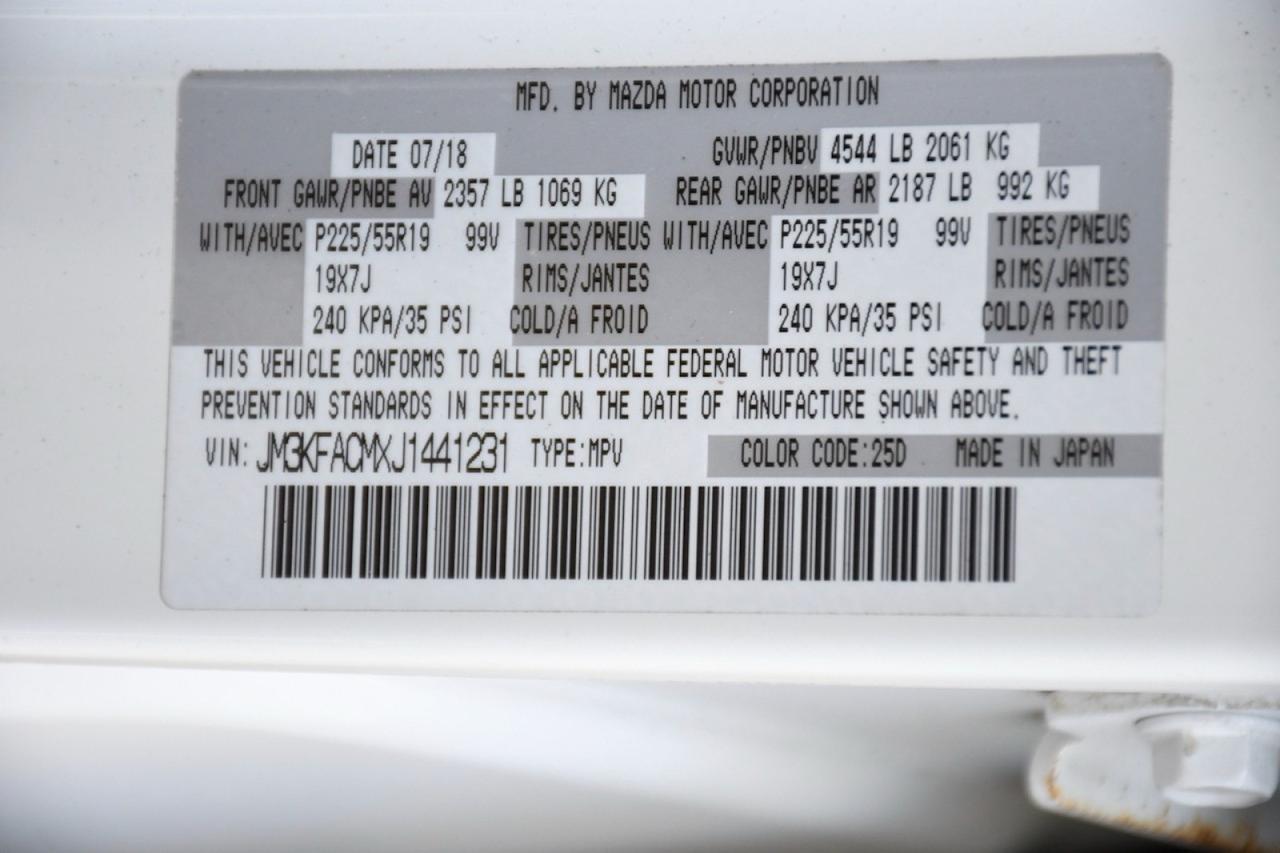 MFD. BY MAZDA MOTOR CORPORATION
DATE 07/18 GVWR/PNBV 4544 LB 2061 KG
FRONT GAWR/PNBE AV 2357 LB 1069 KG REAR GAWR/PNBE AR 2187 LB 992 KG
WITH/AVEC P225/55R19 99V TIRES/PNEUS WITH/AVEC P225/55R19 99V TIRES/PNEUS
19X7J RIMS/JANTES 19X7J RIMS/JANTES
240 KPA/35 PSI COLD/A FROID 240 KPA/35 PSI COLD/A FROID
THIS VEHICLE CONFORMS TO ALL APPLICABLE FEDERAL MOTOR VEHICLE SAFETY AND THEFT
PREVENTION STANDARDS IN EFFECT ON THE DATE OF MANUFACTURE SHOWN ABOVE.
VIN: JM3KFACMXJ1441231 TYPE:MPV COLOR CODE:25D MADE IN JAPAN